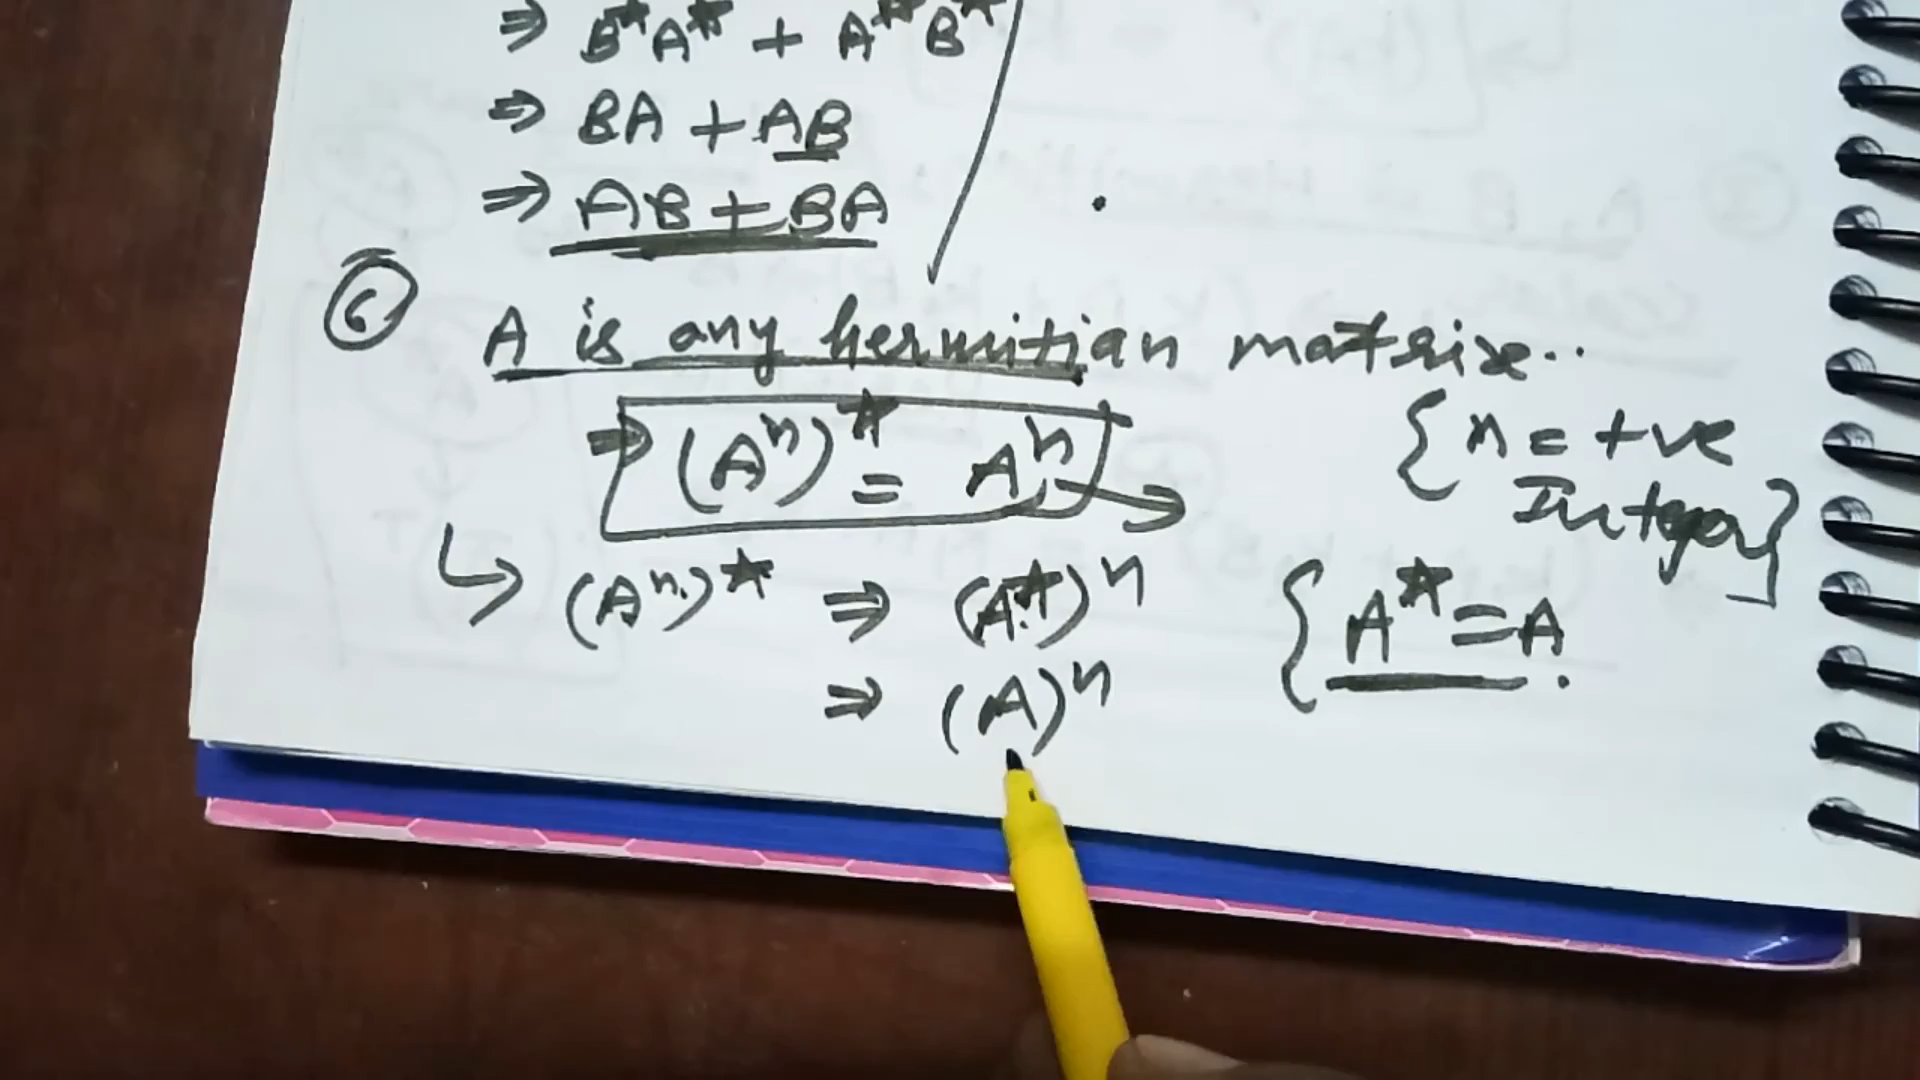 ⇒ B*A* + A*B*
⇒ BA + AB
⇒ AB + BA
⑥ A is any hermitian matrix..
⇒ (Aⁿ)* = Aⁿ → {n = +ve Integer}
↳ (Aⁿ)* ⇒ (A*)ⁿ {A* = A.
⇒ (A)ⁿ